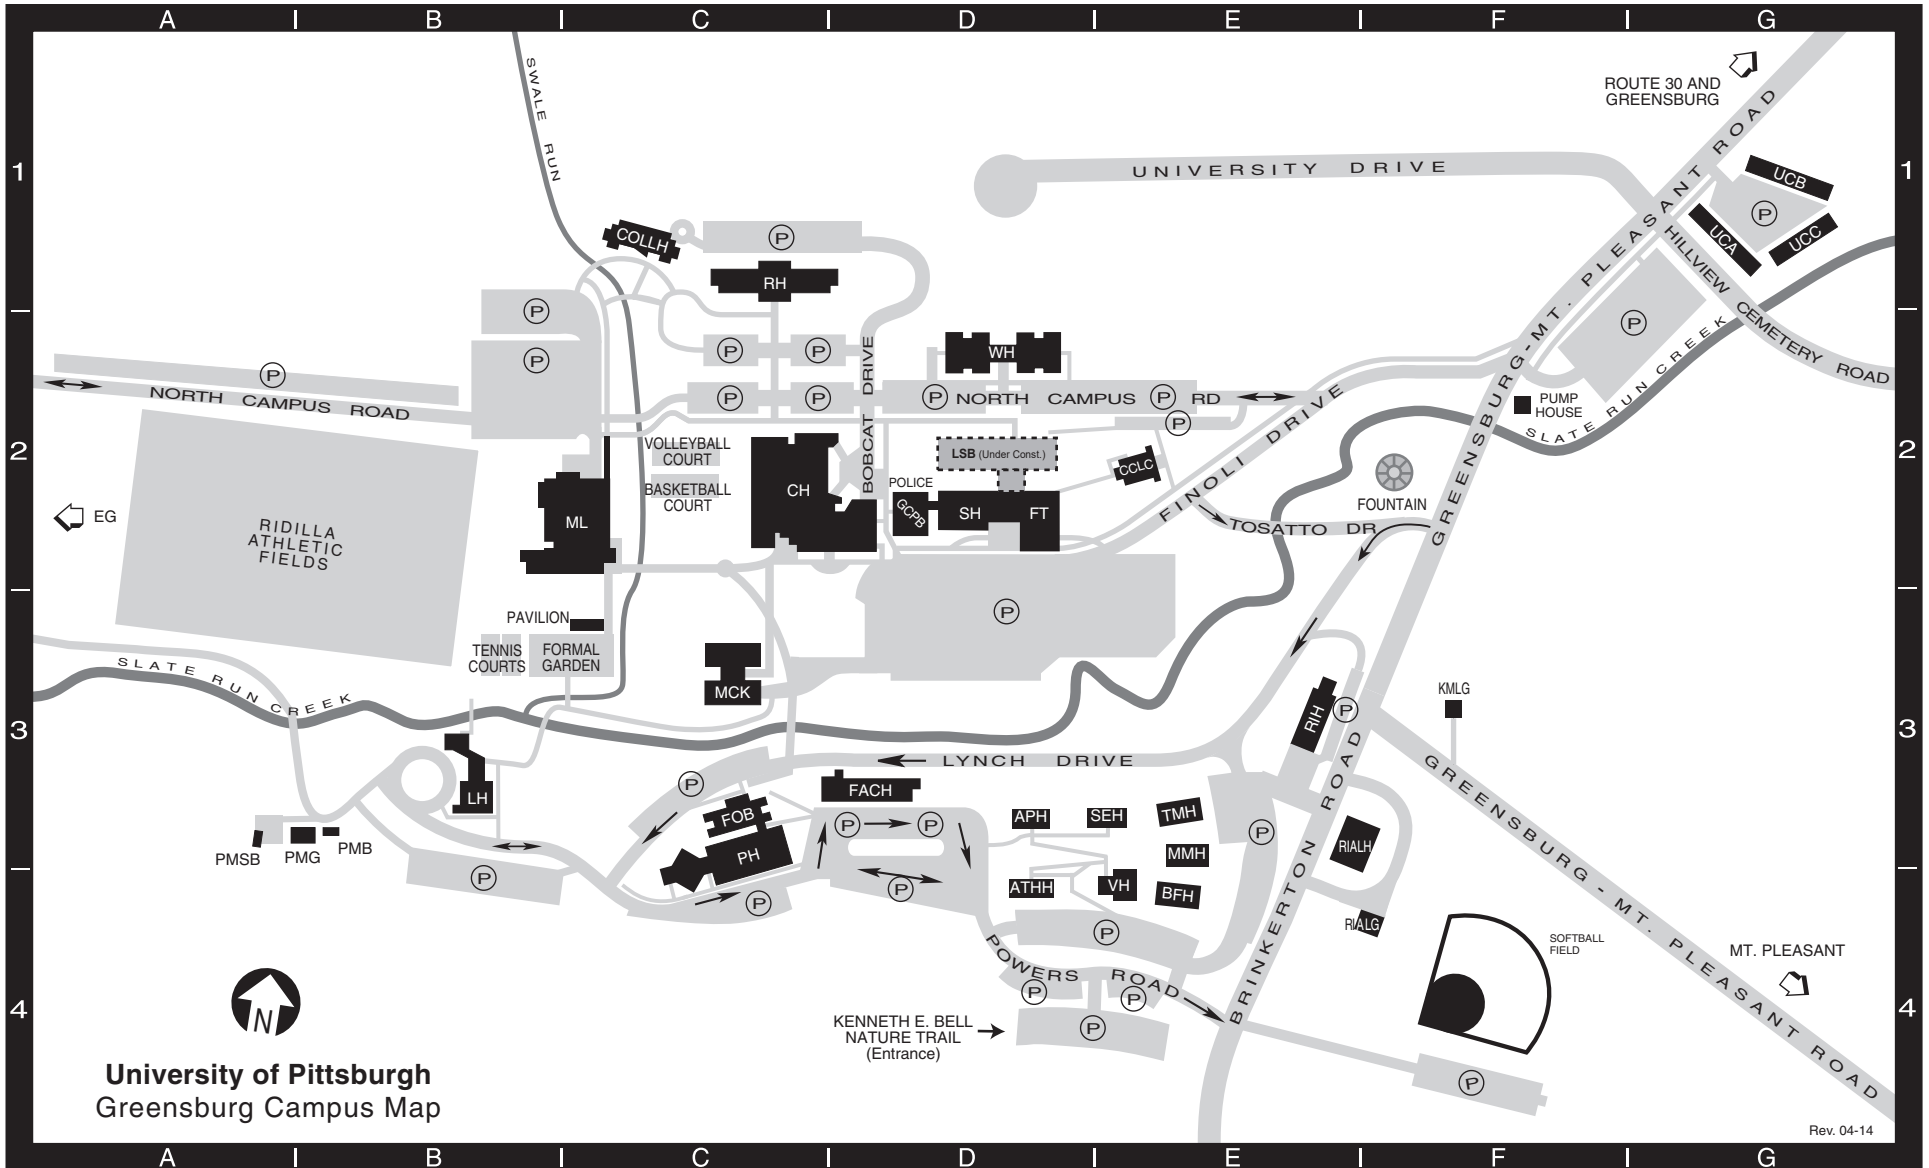 A B C D E F G
SWALE RUN
ROUTE 30 AND
GREENSBURG
1 1
UNIVERSITY DRIVE
UCB
P
UCA
UCC
COLLH
P
RH
HILLVIEW CEMETERY ROAD
GREENSBURG-MT. PLEASANT ROAD
P
P
P
P
P
P
P
WH
BOBCAT DRIVE
P
P
P
NORTH CAMPUS ROAD
P
NORTH CAMPUS RD
P
P
PUMP
HOUSE
SLATE RUN CREEK
FINOLI DRIVE
2 2
VOLLEYBALL
COURT
BASKETBALL
COURT
CH
LSB (Under Const.)
CCLC
POLICE
GCPB
SH
FT
FOUNTAIN
TOSATTO DR
EG
RIDILLA
ATHLETIC
FIELDS
ML
P
PAVILION
TENNIS
COURTS
FORMAL
GARDEN
MCK
SLATE RUN CREEK
RIH
P
KMLG
3 3
LYNCH DRIVE
BRINKERTON ROAD
GREENSBURG - MT. PLEASANT ROAD
LH
P
FACH
FOB
PH
P
P
APH
SEH
TMH
P
MMH
RIALH
PMSB
PMG
PMB
P
P
P
ATHH
VH
BFH
RIALG
P
SOFTBALL
FIELD
MT. PLEASANT
POWERS ROAD
P
P
P
4 4
N
KENNETH E. BELL
NATURE TRAIL
(Entrance)
P
University of Pittsburgh
Greensburg Campus Map
Rev. 04-14
A B C D E F G